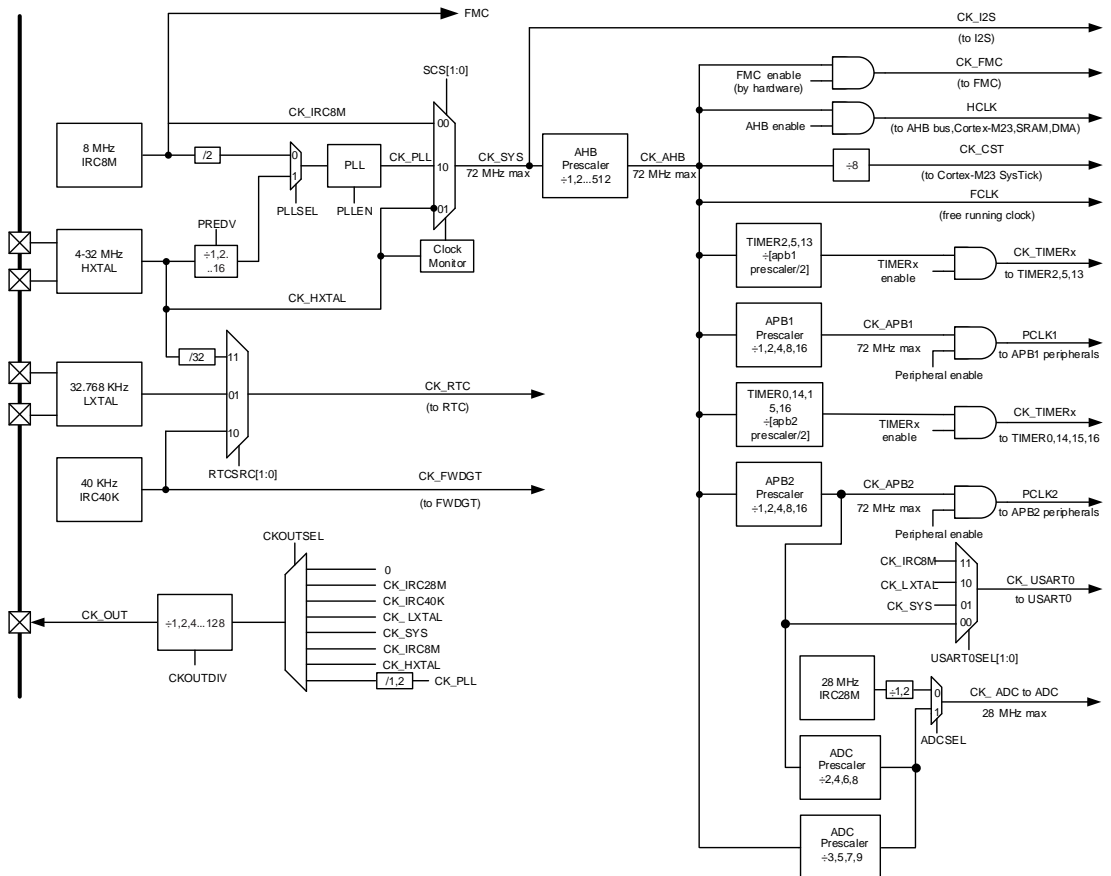 FMC
CK_I2S
(to I2S)
SCS[1:0]
FMC enable
(by hardware)
CK_FMC
(to FMC)
CK_IRC8M
00
AHB enable
HCLK
(to AHB bus,Cortex-M23,SRAM,DMA)
8 MHz
IRC8M
/2
0
1
PLL
CK_PLL
10
CK_SYS
72 MHz max
AHB
Prescaler
÷1,2...512
CK_AHB
72 MHz max
÷8
CK_CST
(to Cortex-M23 SysTick)
PLLSEL
PLLEN
01
FCLK
(free running clock)
PREDV
4-32 MHz
HXTAL
÷1,2.
..16
Clock
Monitor
TIMER2,5,13
÷[apb1
prescaler/2]
TIMERx
enable
CK_TIMERx
to TIMER2,5,13
CK_HXTAL
APB1
Prescaler
÷1,2,4,8,16
CK_APB1
72 MHz max
Peripheral enable
PCLK1
to APB1 peripherals
/32
11
32.768 KHz
LXTAL
01
CK_RTC
(to RTC)
TIMER0,14,1
5,16
÷[apb2
prescaler/2]
TIMERx
enable
CK_TIMERx
to TIMER0,14,15,16
10
RTCSRC[1:0]
40 KHz
IRC40K
CK_FWDGT
(to FWDGT)
APB2
Prescaler
÷1,2,4,8,16
CK_APB2
72 MHz max
Peripheral enable
PCLK2
to APB2 peripherals
CKOUTSEL
0
CK_IRC28M
CK_IRC40K
CK_LXTAL
CK_SYS
CK_IRC8M
CK_HXTAL
/1,2
CK_PLL
CK_OUT
÷1,2,4...128
CKOUTDIV
CK_IRC8M
11
CK_LXTAL
10
CK_SYS
01
00
CK_USART0
to USART0
USART0SEL[1:0]
28 MHz
IRC28M
÷1,2
0
1
CK_ ADC to ADC
28 MHz max
ADCSEL
ADC
Prescaler
÷2,4,6,8
ADC
Prescaler
÷3,5,7,9